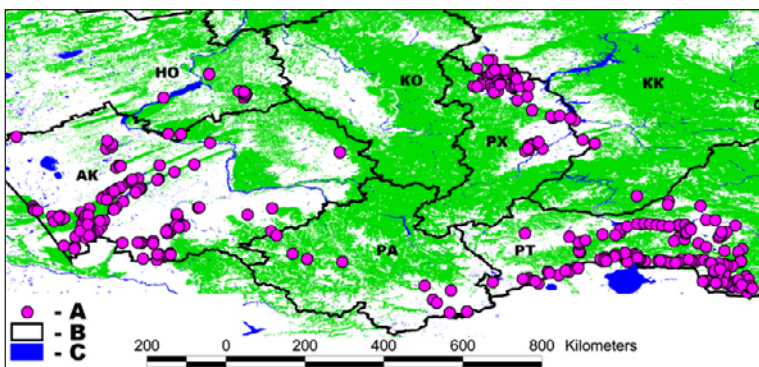 HO
KO
KK
PX
AK
PA
PT
- A
- B
- C
200 0 200 400 600 800 Kilometers